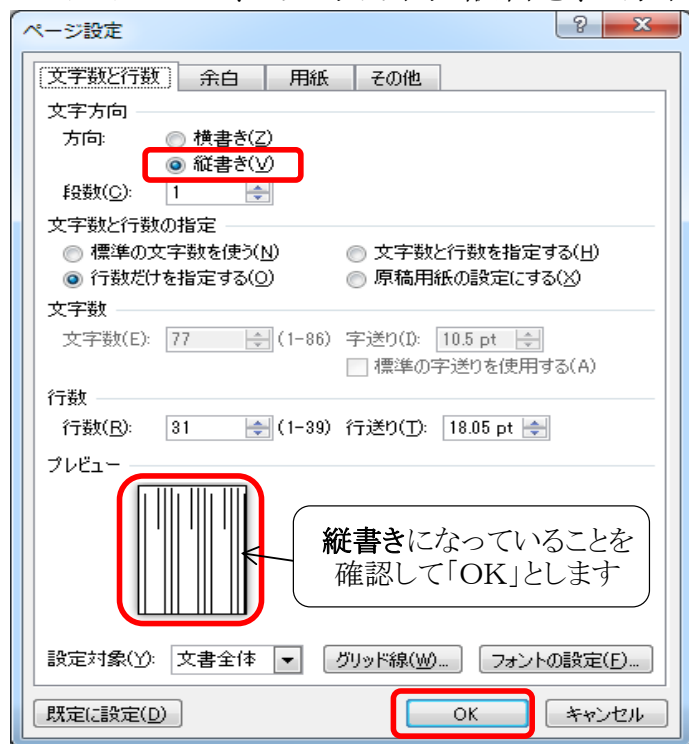 ページ設定
文字数と行数 余白 用紙 その他
文字方向
方向: 横書き(Z)
縦書き(V)
段数(C): 1
文字数と行数の指定
標準の文字数を使う(N) 文字数と行数を指定する(H)
行数だけを指定する(O) 原稿用紙の設定にする(X)
文字数
文字数(E): 77 (1-86) 字送り(I): 10.5 pt
標準の字送りを使用する(A)
行数
行数(R): 31 (1-39) 行送り(T): 18.05 pt
プレビュー
縦書きになっていることを
確認して「OK」とします
設定対象(Y): 文書全体 グリッド線(W)... フォントの設定(F)...
既定に設定(D) OK キャンセル